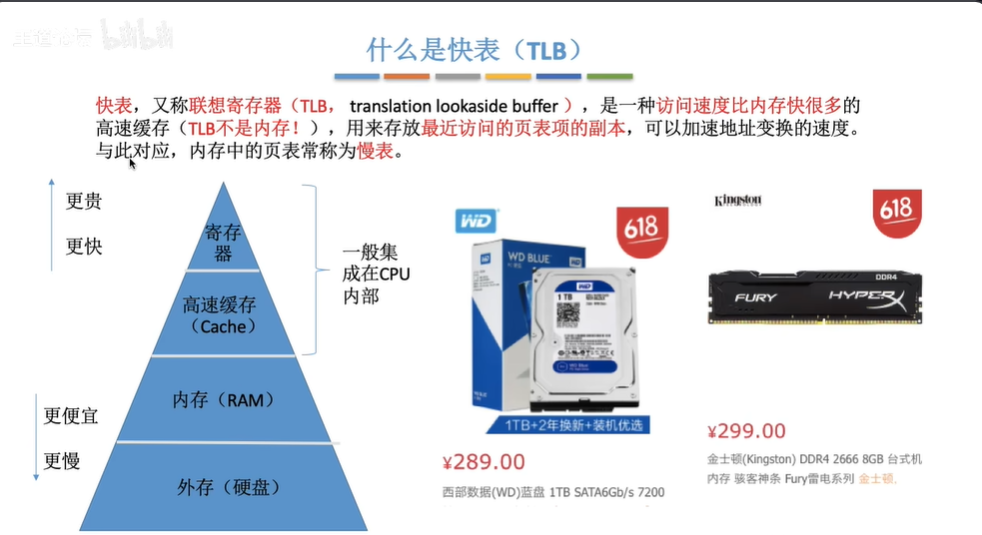 bilibili
什么是快表（TLB）
快表，又称联想寄存器（TLB， translation lookaside buffer ），是一种访问速度比内存快很多的
高速缓存（TLB不是内存！），用来存放最近访问的页表项的副本，可以加速地址变换的速度。
与此对应，内存中的页表常称为慢表。
更贵
更快
寄存
器
高速缓存
（Cache）
一般集
成在CPU
内部
内存（RAM）
更便宜
更慢
外存（硬盘）
WD
618
WD BLUE
WD
1 TB
WD Blue
1TB+2年换新+装机优选
¥289.00
西部数据(WD)蓝盘 1TB SATA6Gb/s 7200
Kingston
618
DDR4
FURY
HYPERX
¥299.00
金士顿(Kingston) DDR4 2666 8GB 台式机
内存 骇客神条 Fury雷电系列 金士顿,